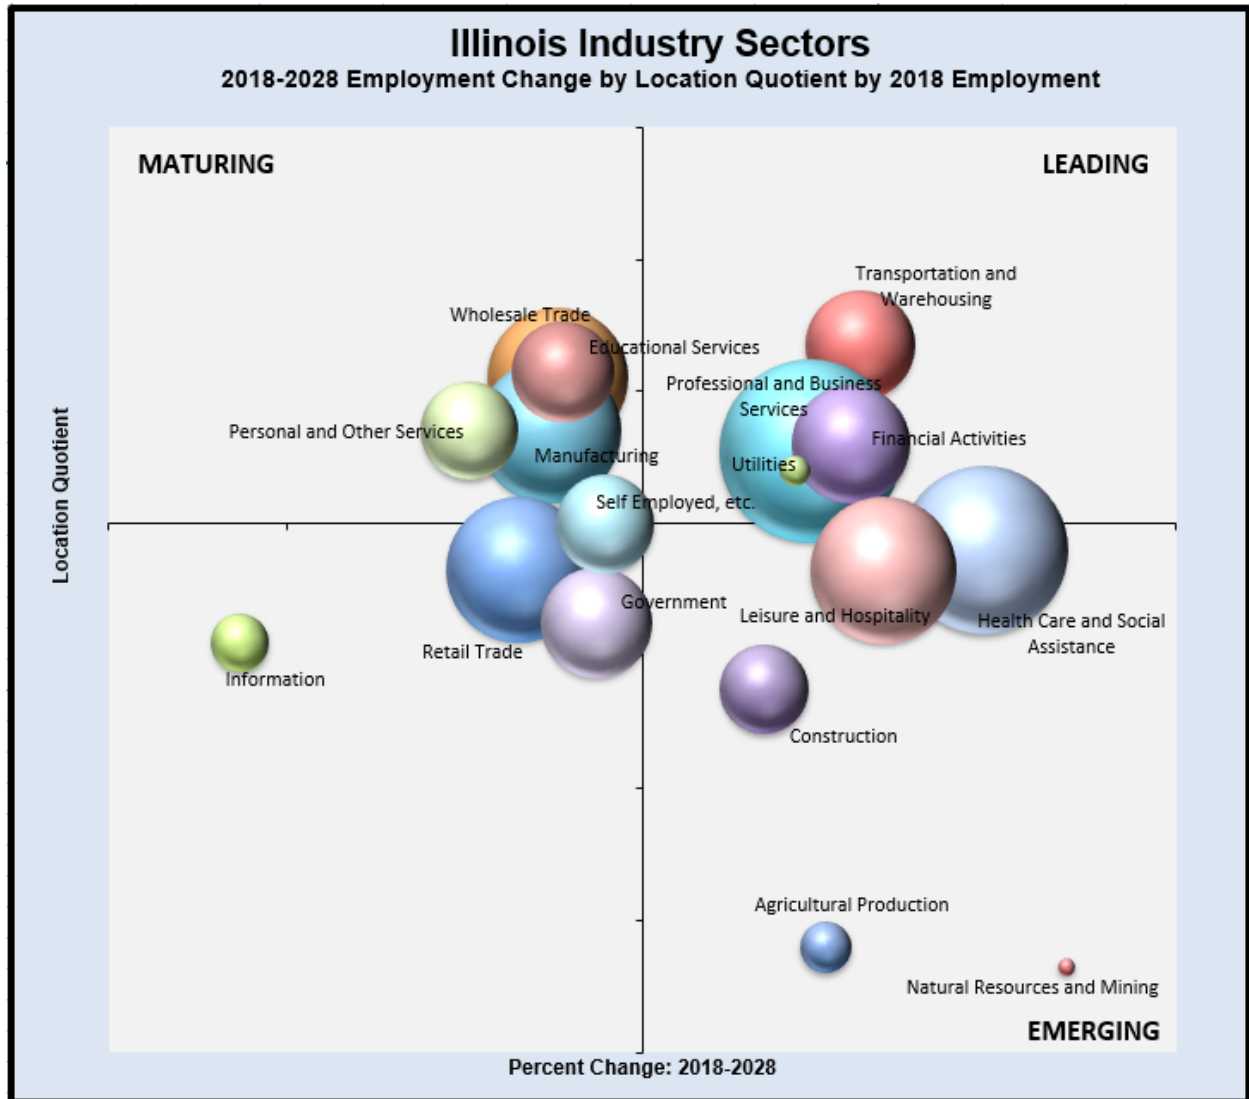 Illinois Industry Sectors
2018-2028 Employment Change by Location Quotient by 2018 Employment
MATURING
LEADING
Transportation and
Warehousing
Wholesale Trade
Educational Services
Professional and Business
Services
Personal and Other Services
Financial Activities
Manufacturing
Utilities
Self Employed, etc.
Location Quotient
Government
Leisure and Hospitality
Health Care and Social
Assistance
Retail Trade
Information
Construction
Agricultural Production
Natural Resources and Mining
EMERGING
Percent Change: 2018-2028